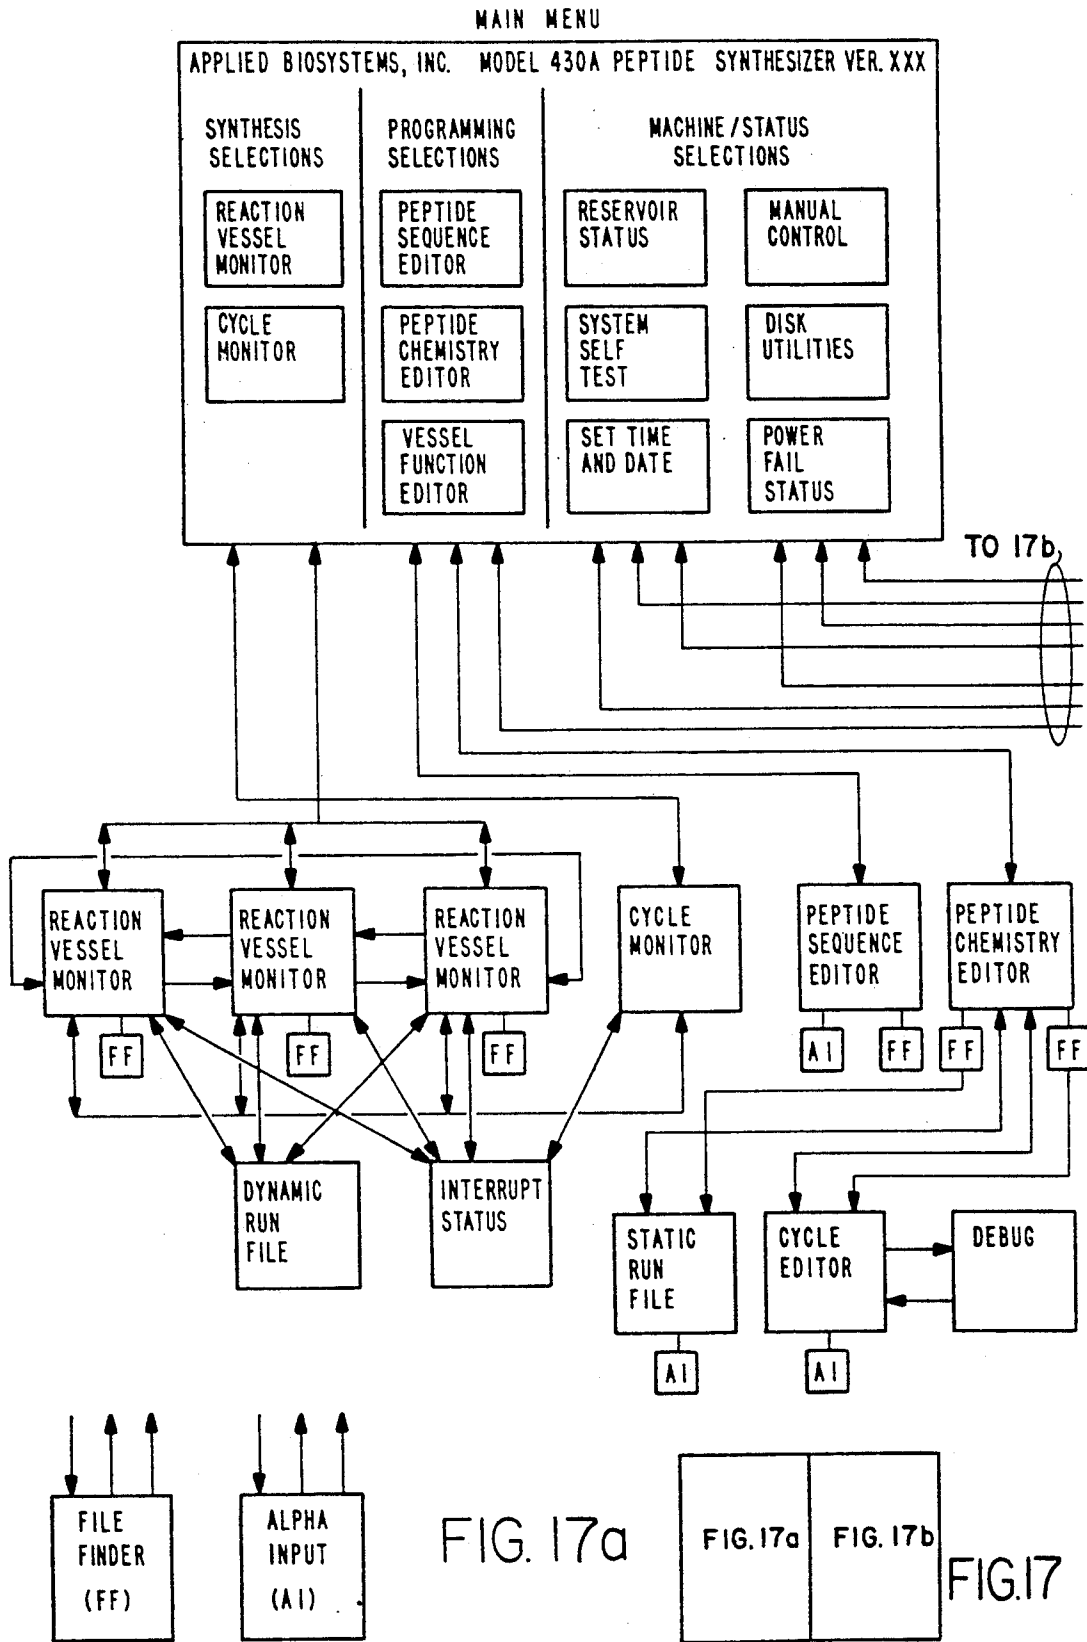 MAIN MENU
APPLIED BIOSYSTEMS, INC. MODEL 430A PEPTIDE SYNTHESIZER VER. XXX
SYNTHESIS
SELECTIONS
REACTION
VESSEL
MONITOR
CYCLE
MONITOR
PROGRAMMING
SELECTIONS
PEPTIDE
SEQUENCE
EDITOR
PEPTIDE
CHEMISTRY
EDITOR
VESSEL
FUNCTION
EDITOR
MACHINE/STATUS
SELECTIONS
RESERVOIR
STATUS
MANUAL
CONTROL
SYSTEM
SELF
TEST
DISK
UTILITIES
SET TIME
AND DATE
POWER
FAIL
STATUS
TO 17b,
REACTION
VESSEL
MONITOR
REACTION
VESSEL
MONITOR
REACTION
VESSEL
MONITOR
CYCLE
MONITOR
PEPTIDE
SEQUENCE
EDITOR
PEPTIDE
CHEMISTRY
EDITOR
FF
FF
FF
AI
FF
FF
FF
DYNAMIC
RUN
FILE
INTERRUPT
STATUS
STATIC
RUN
FILE
CYCLE
EDITOR
DEBUG
AI
AI
FILE
FINDER
(FF)
ALPHA
INPUT
(AI)
FIG. 17a
FIG. 17a
FIG. 17b
FIG.17